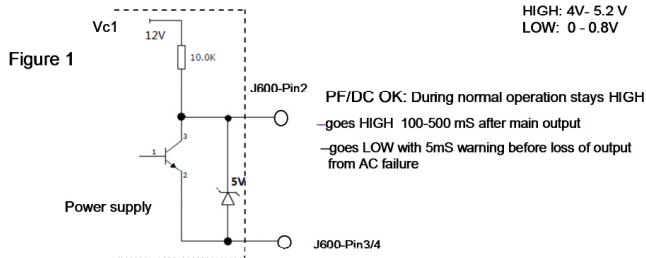 HIGH: 4V- 5.2 V
LOW: 0 - 0.8V
Vc1
12V
Figure 1
10.0K
J600-Pin2
PF/DC OK: During normal operation stays HIGH
–goes HIGH 100-500 mS after main output
–goes LOW with 5mS warning before loss of output
from AC failure
3
1
2
5V
Power supply
J600-Pin3/4